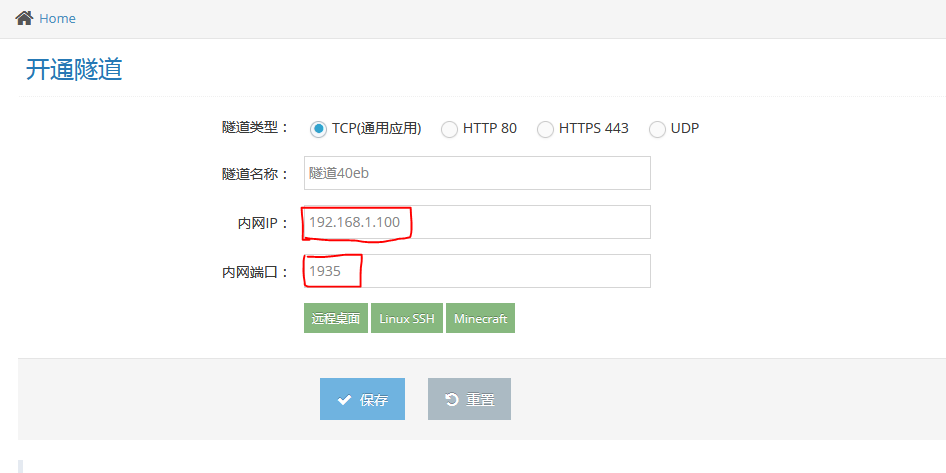 Home
开通隧道
隧道类型： TCP(通用应用) HTTP 80 HTTPS 443 UDP
隧道名称： 隧道40eb
内网IP： 192.168.1.100
内网端口： 1935
远程桌面 Linux SSH Minecraft
保存 重置